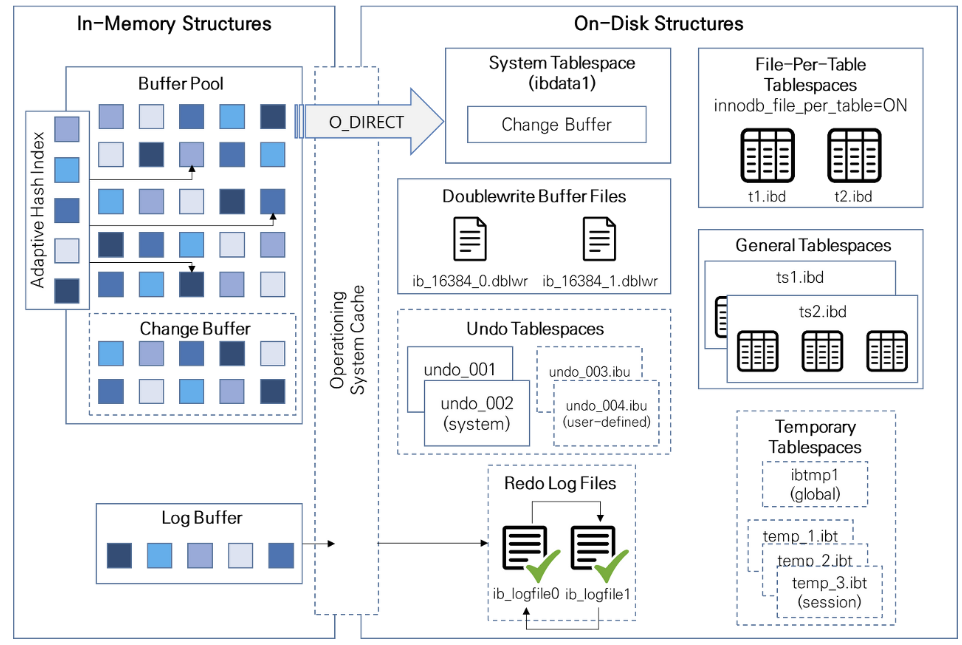 In-Memory Structures
On-Disk Structures
Buffer Pool
Adaptive Hash Index
Change Buffer
Log Buffer
Operationing
System Cache
O_DIRECT
System Tablespace
(ibdata1)
Change Buffer
Doublewrite Buffer Files
ib_16384_0.dblwr
ib_16384_1.dblwr
Undo Tablespaces
undo_001
undo_002
(system)
undo_003.ibu
undo_004.ibu
(user-defined)
Redo Log Files
ib_logfile0
ib_logfile1
File-Per-Table
Tablespaces
innodb_file_per_table=ON
t1.ibd
t2.ibd
General Tablespaces
ts1.ibd
ts2.ibd
Temporary
Tablespaces
ibtmp1
(global)
temp_1.ibt
temp_2.ibt
temp_3.ibt
(session)